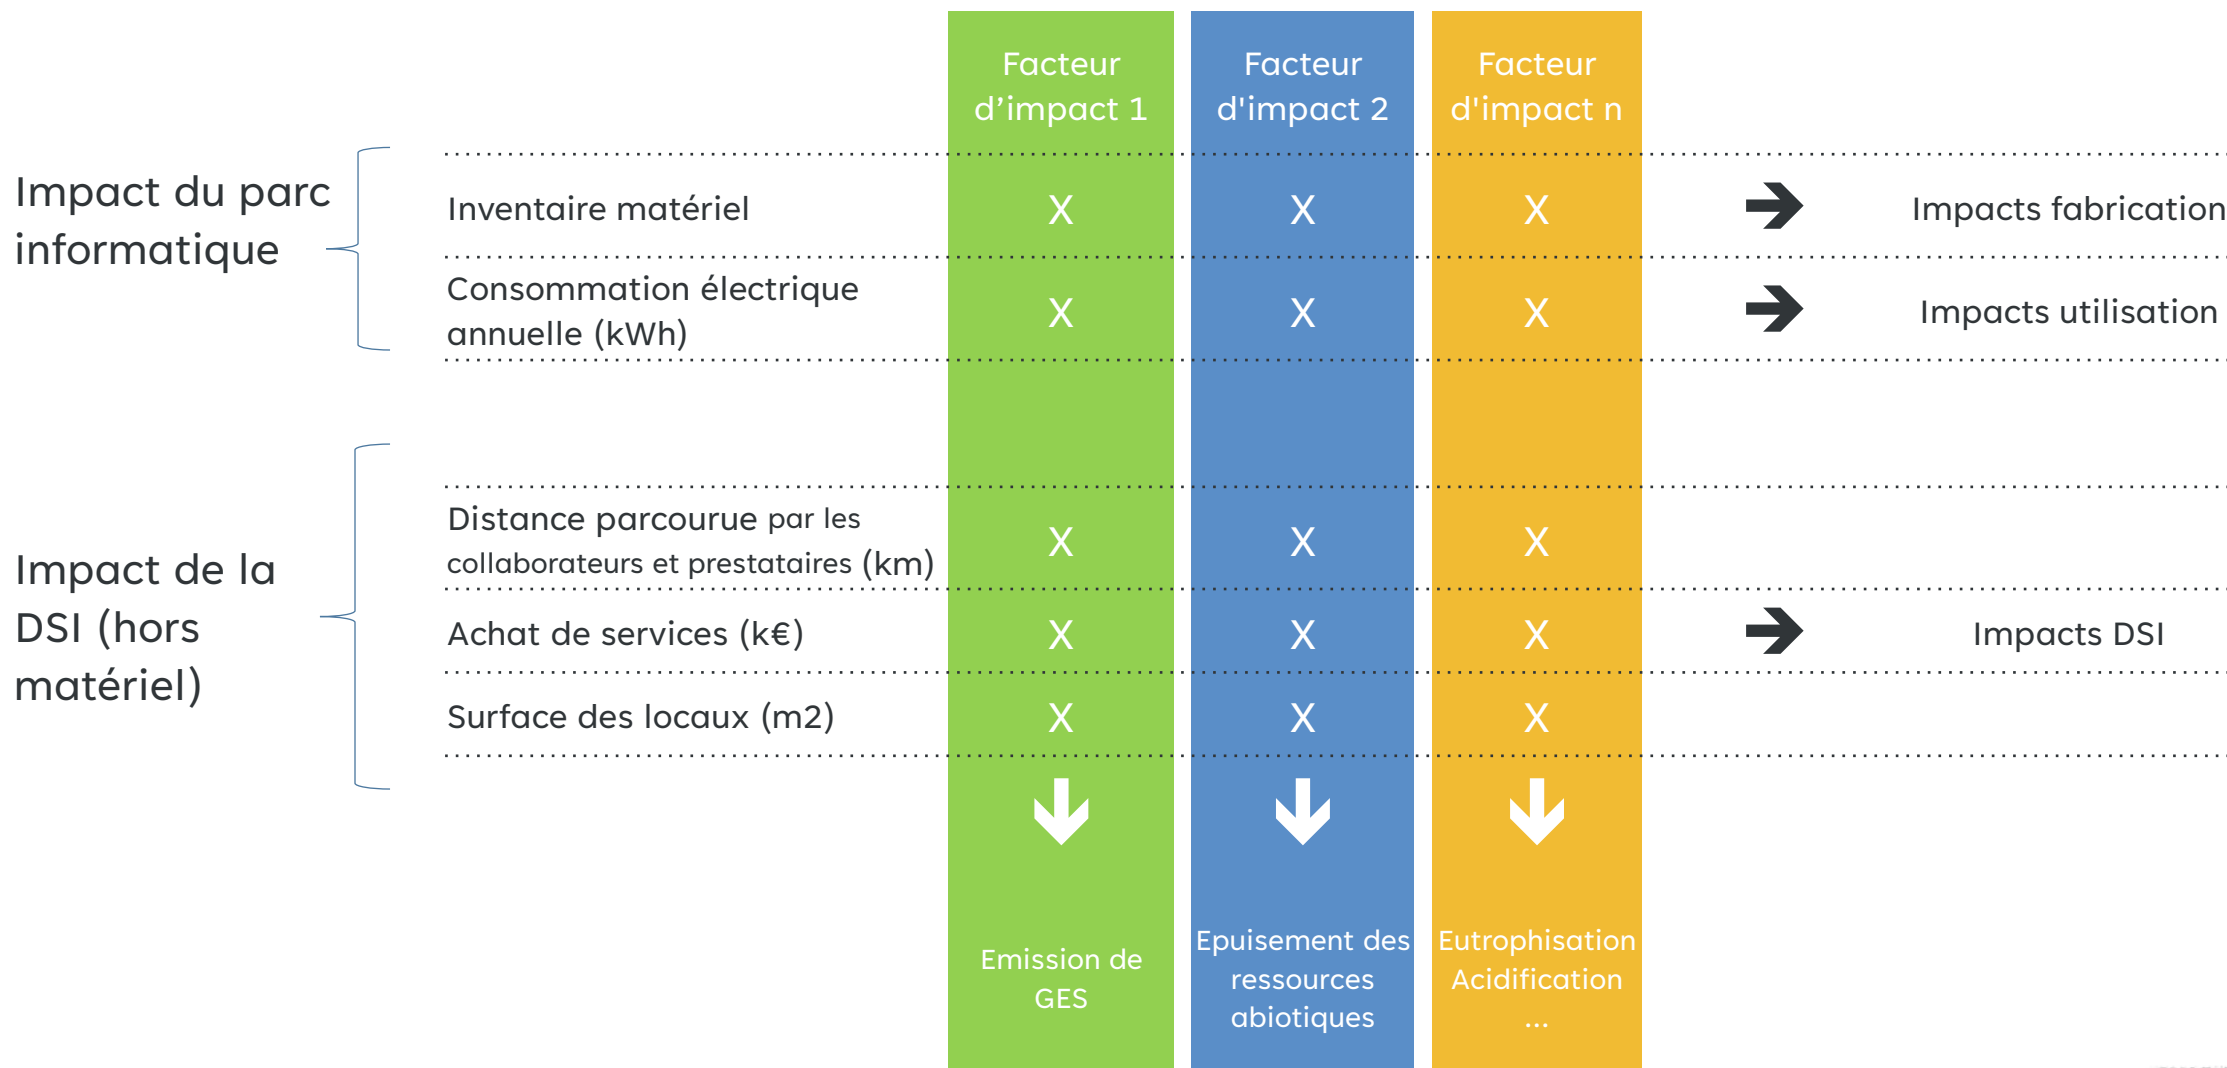 Facteur
d’impact 1
Facteur
d'impact 2
Facteur
d'impact n
Impact du parc
informatique
Inventaire matériel
X
X
X
Impacts fabrication
Consommation électrique
annuelle (kWh)
X
X
X
Impacts utilisation
Impact de la
DSI (hors
matériel)
Distance parcourue par les
collaborateurs et prestataires (km)
X
X
X
Achat de services (k€)
X
X
X
Impacts DSI
Surface des locaux (m2)
X
X
X
Emission de
GES
Epuisement des
ressources
abiotiques
Eutrophisation
Acidification
...